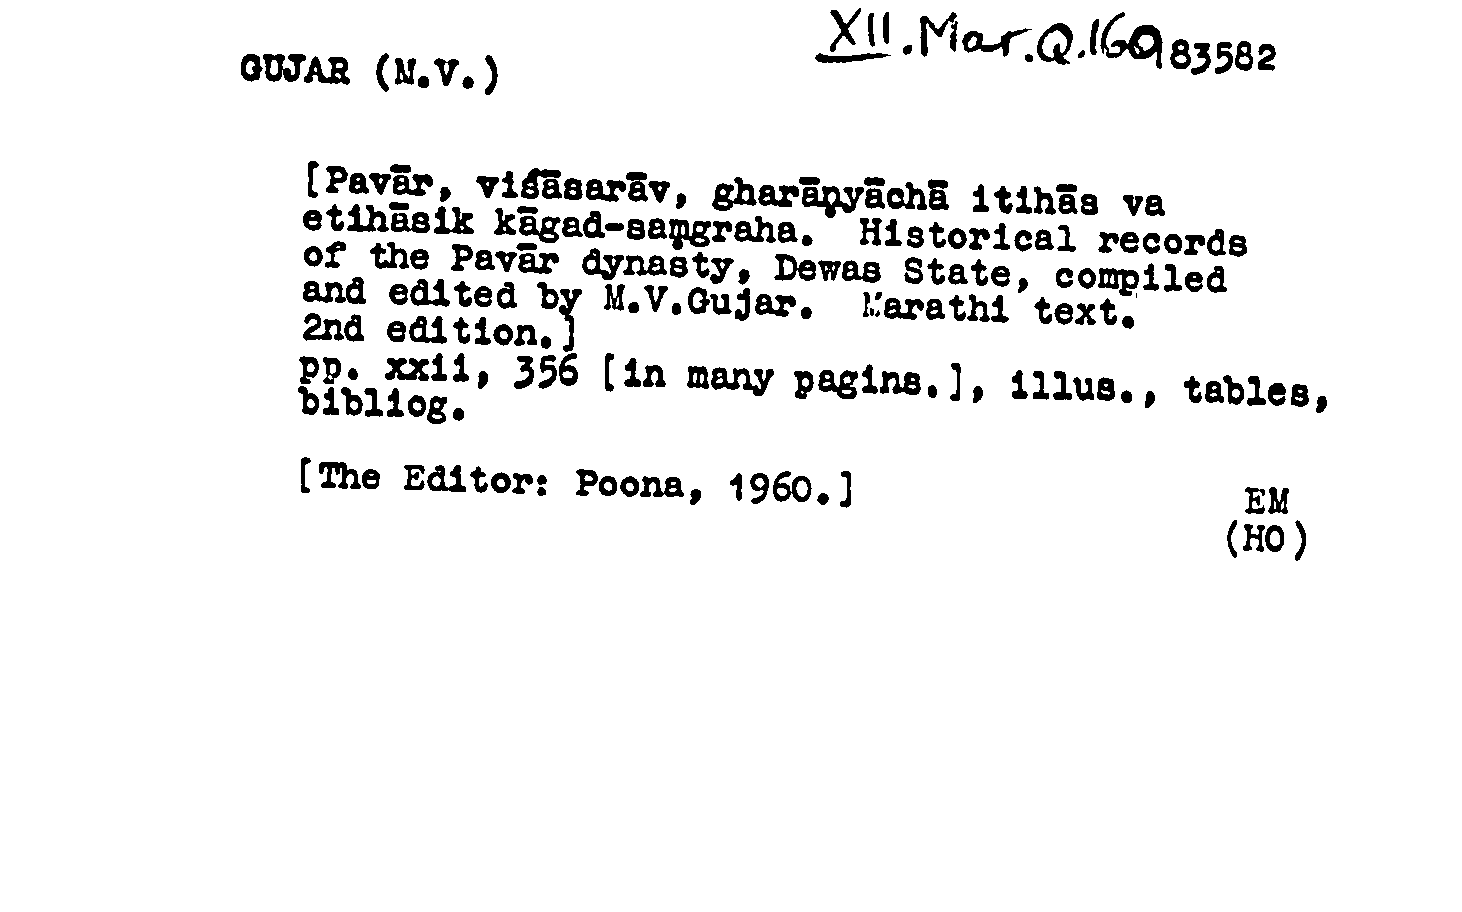 XII.Mar.Q.169 83582
GUJAR (M.V.)
[Pavār, viśāsarāv, gharāṇyāchā itihās va
etihāsik kāgad-saṃgraha. Historical records
of the Pavār dynasty, Dewas State, compiled
and edited by M.V.Gujar. Marathi text.
2nd edition.]
pp. xxii, 356 [in many pagins.], illus., tables,
bibliog.
[The Editor: Poona, 1960.]
EM
(HO)